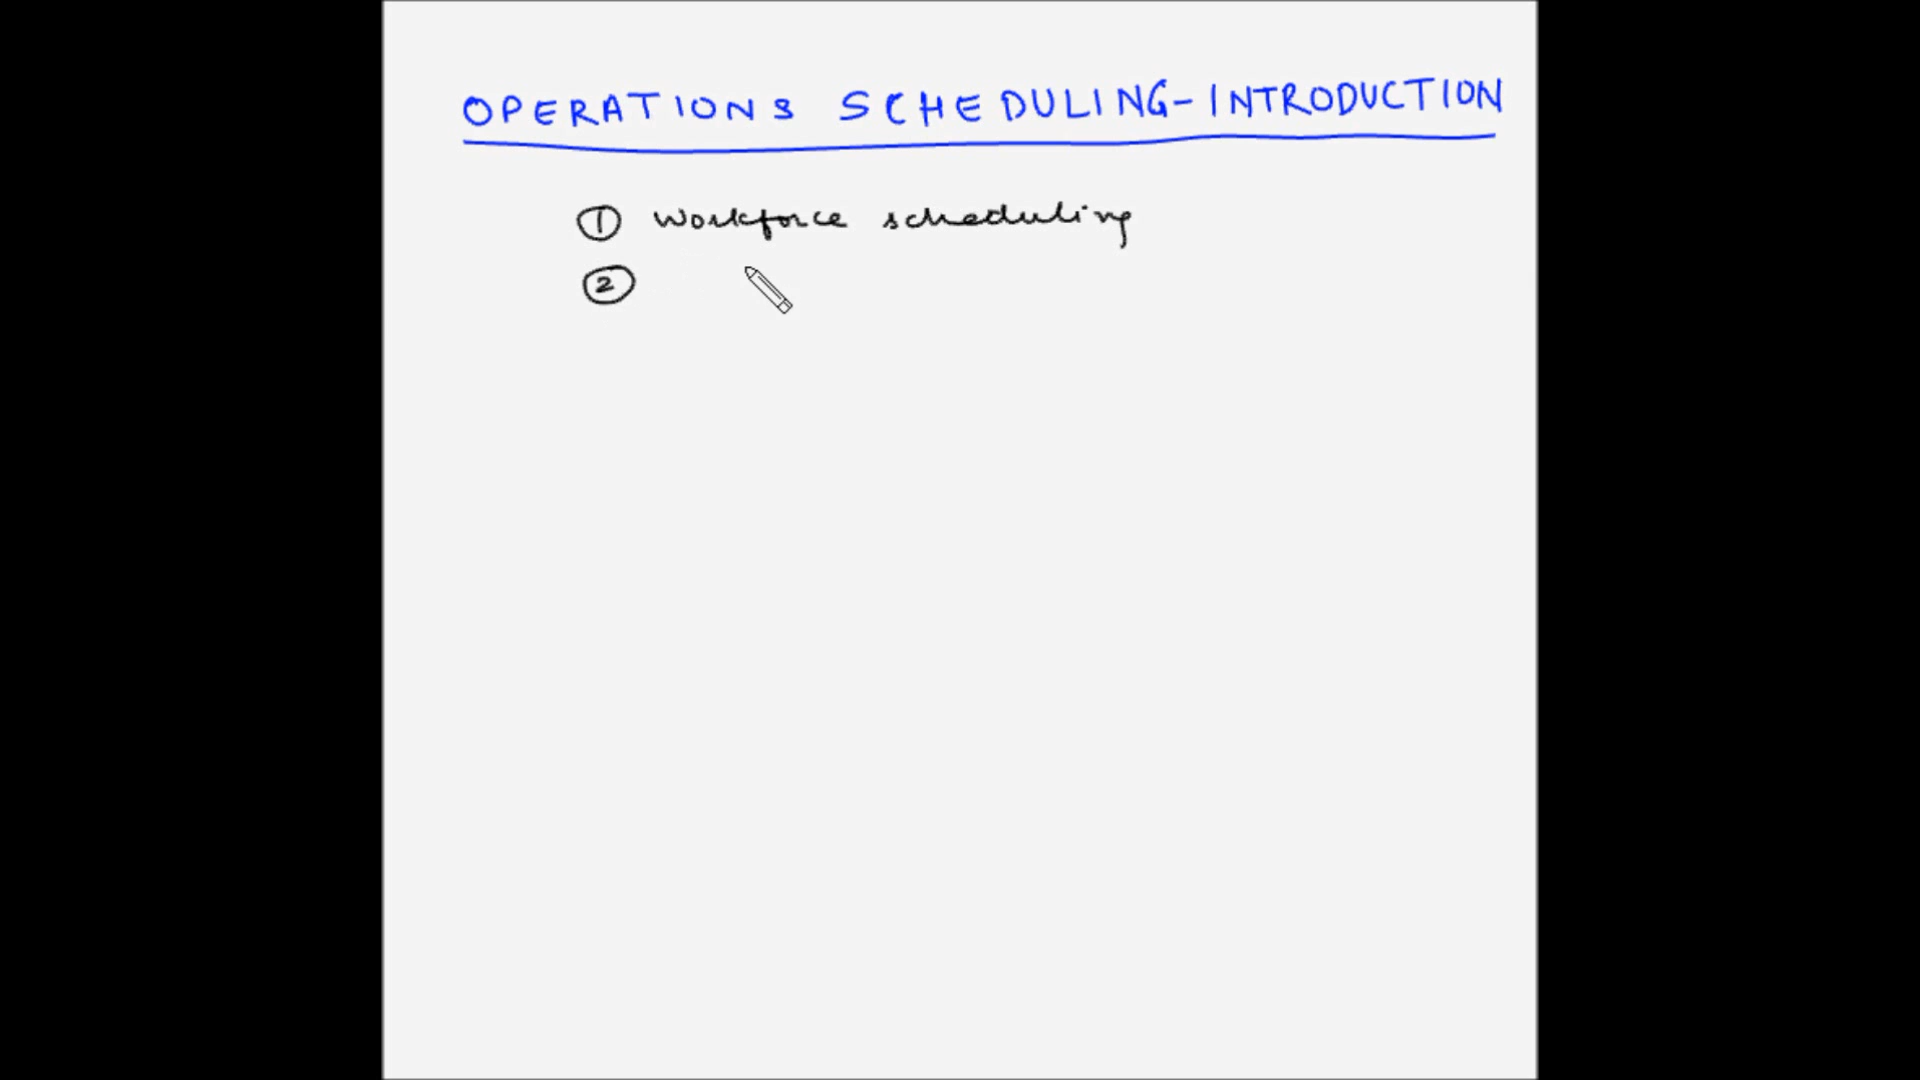 OPERATIONS SCHEDULING-INTRODUCTION
① Workforce scheduling
②